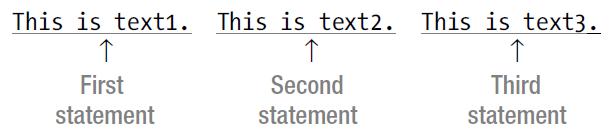 This is text1. This is text2. This is text3.
↑ ↑ ↑
First Second Third
statement statement statement